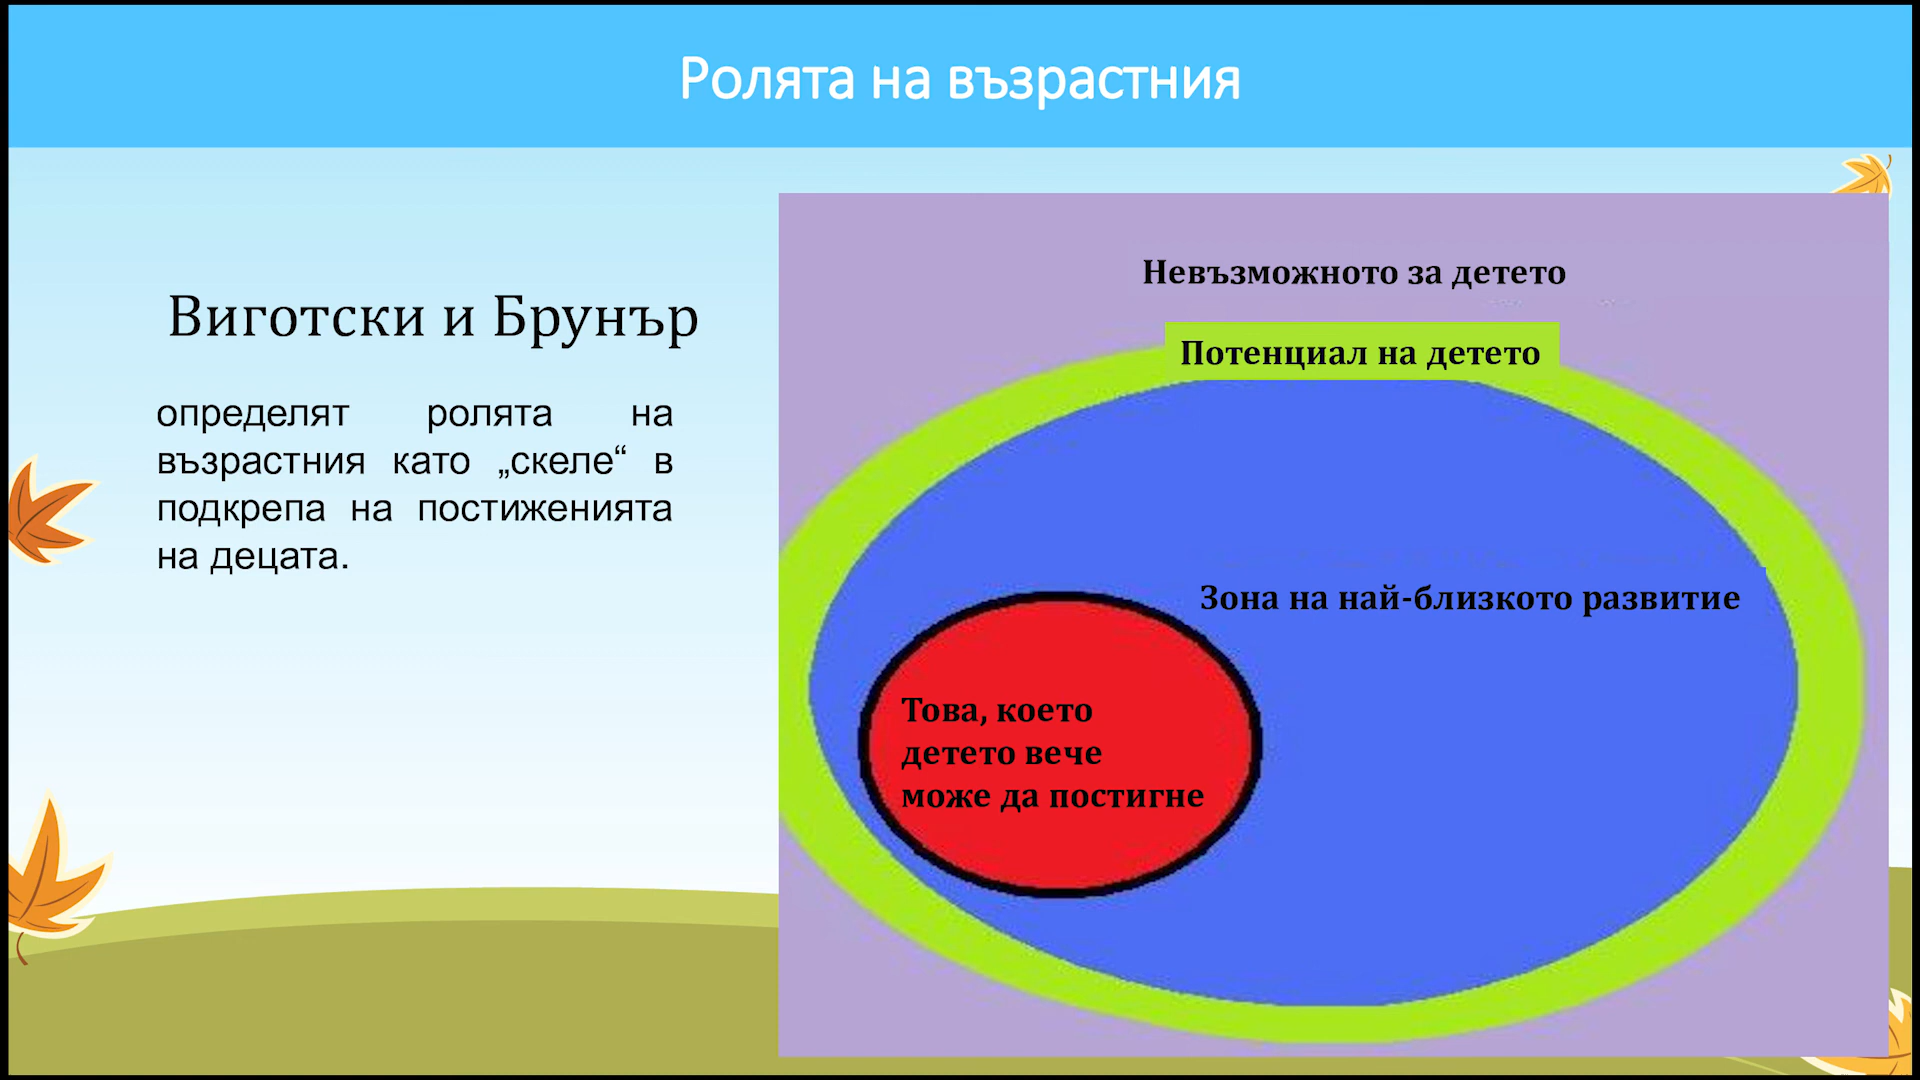 Ролята на възрастния
Виготски и Брунър
определят ролята на
възрастния като „скеле“ в
подкрепа на постиженията
на децата.
Невъзможното за детето
Потенциал на детето
Зона на най-близкото развитие
Това, което
детето вече
може да постигне